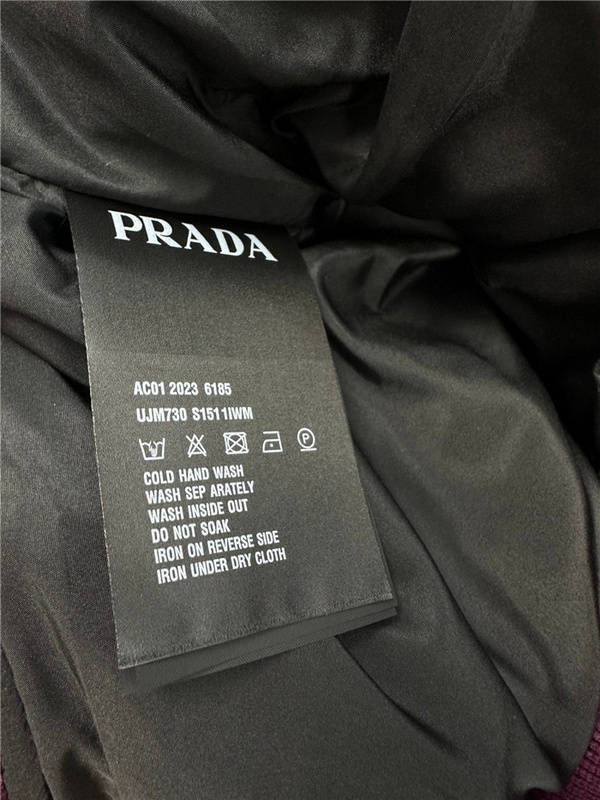 PRADA
AC01 2023 6185
UJM730 S1511IWM
P
COLD HAND WASH
WASH SEP ARATELY
WASH INSIDE OUT
DO NOT SOAK
IRON ON REVERSE SIDE
IRON UNDER DRY CLOTH